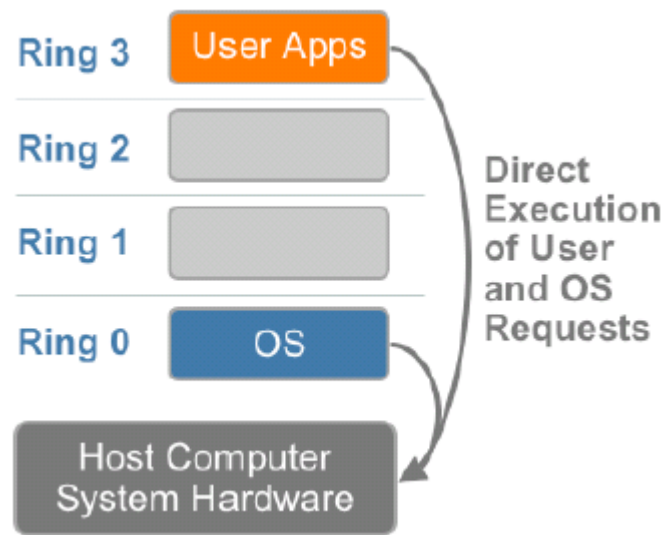 Ring 3
User Apps
Ring 2
Ring 1
Ring 0
OS
Direct
Execution
of User
and OS
Requests
Host Computer
System Hardware